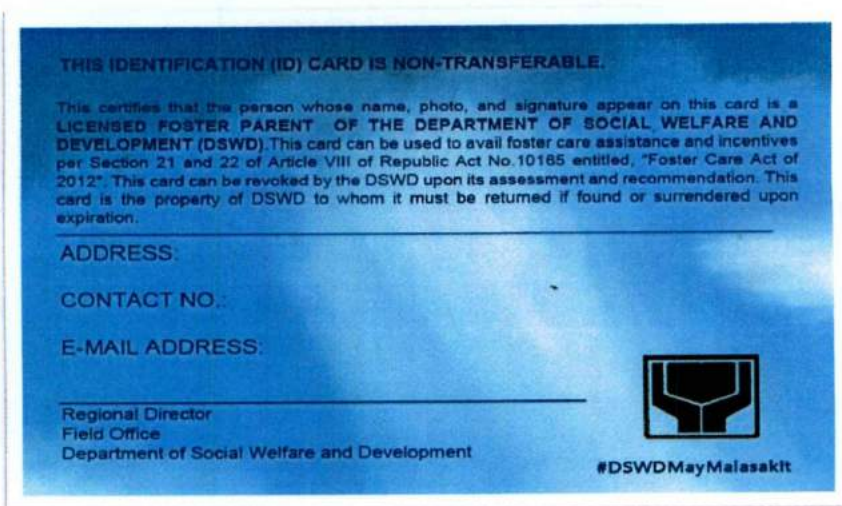 THIS IDENTIFICATION (ID) CARD IS NON-TRANSFERABLE.
This certifies that the person whose name, photo, and signature appear on this card is a
LICENSED FOSTER PARENT OF THE DEPARTMENT OF SOCIAL WELFARE AND
DEVELOPMENT (DSWD).This card can be used to avail foster care assistance and incentives
per Section 21 and 22 of Article VIII of Republic Act No.10165 entitled, "Foster Care Act of
2012". This card can be revoked by the DSWD upon its assessment and recommendation. This
card is the property of DSWD to whom it must be returned if found or surrendered upon
expiration.
ADDRESS:
CONTACT NO.:
E-MAIL ADDRESS:
Regional Director
Field Office
Department of Social Welfare and Development
#DSWDMayMalasakit